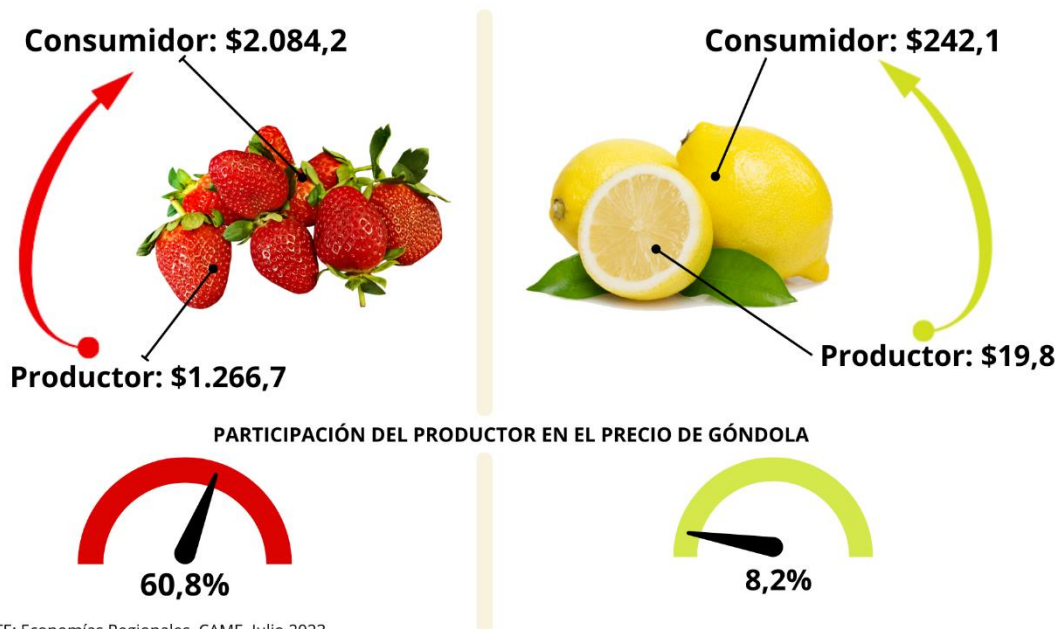 Consumidor: $2.084,2
Productor: $1.266,7
Consumidor: $242,1
Productor: $19,8
PARTICIPACIÓN DEL PRODUCTOR EN EL PRECIO DE GÓNDOLA
60,8%
8,2%
Economías Regionales, CAME, Julio 2023